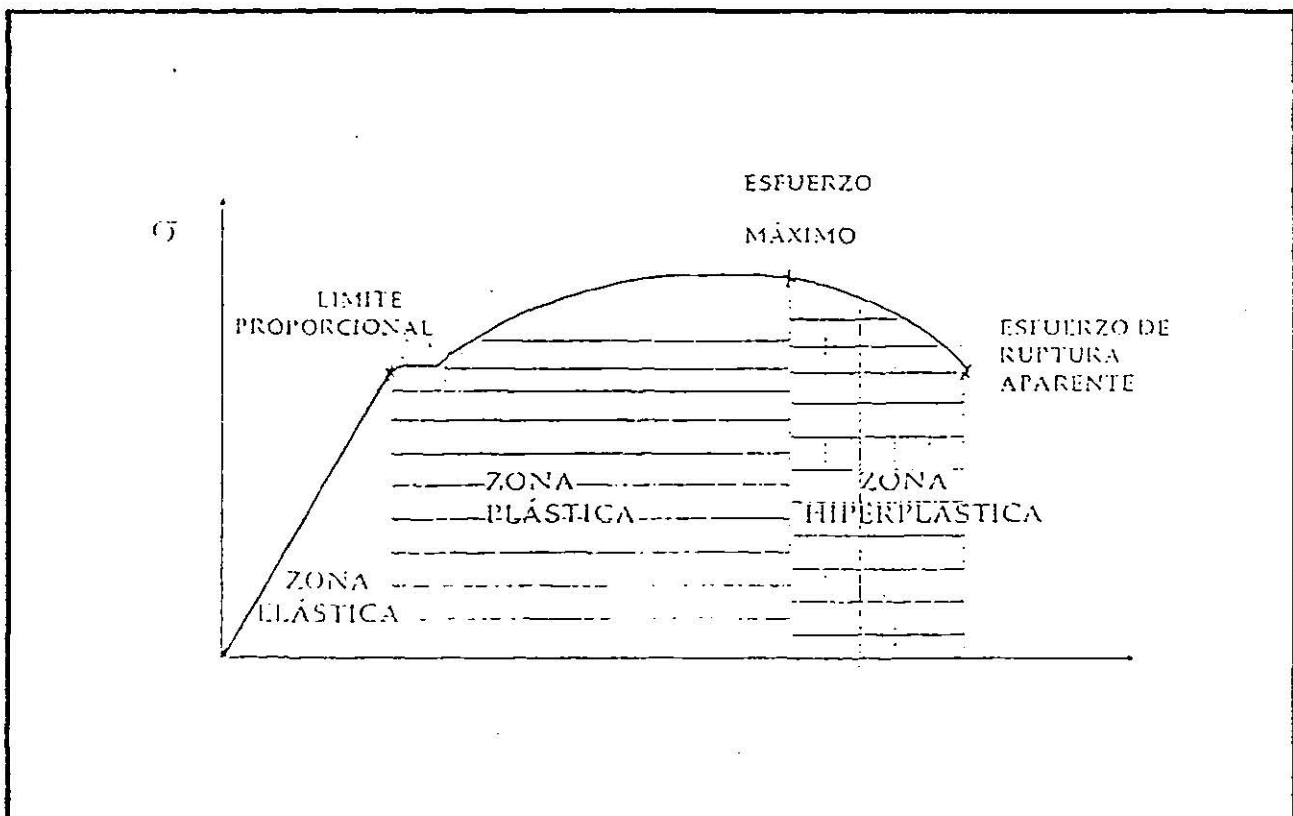 ESFUERZO
MÁXIMO
σ
LIMITE
PROPORCIONAL
ESFUERZO DE
RUPTURA
APARENTE
ZONA
PLÁSTICA
ZONA
HIPERPLÁSTICA
ZONA
ELÁSTICA